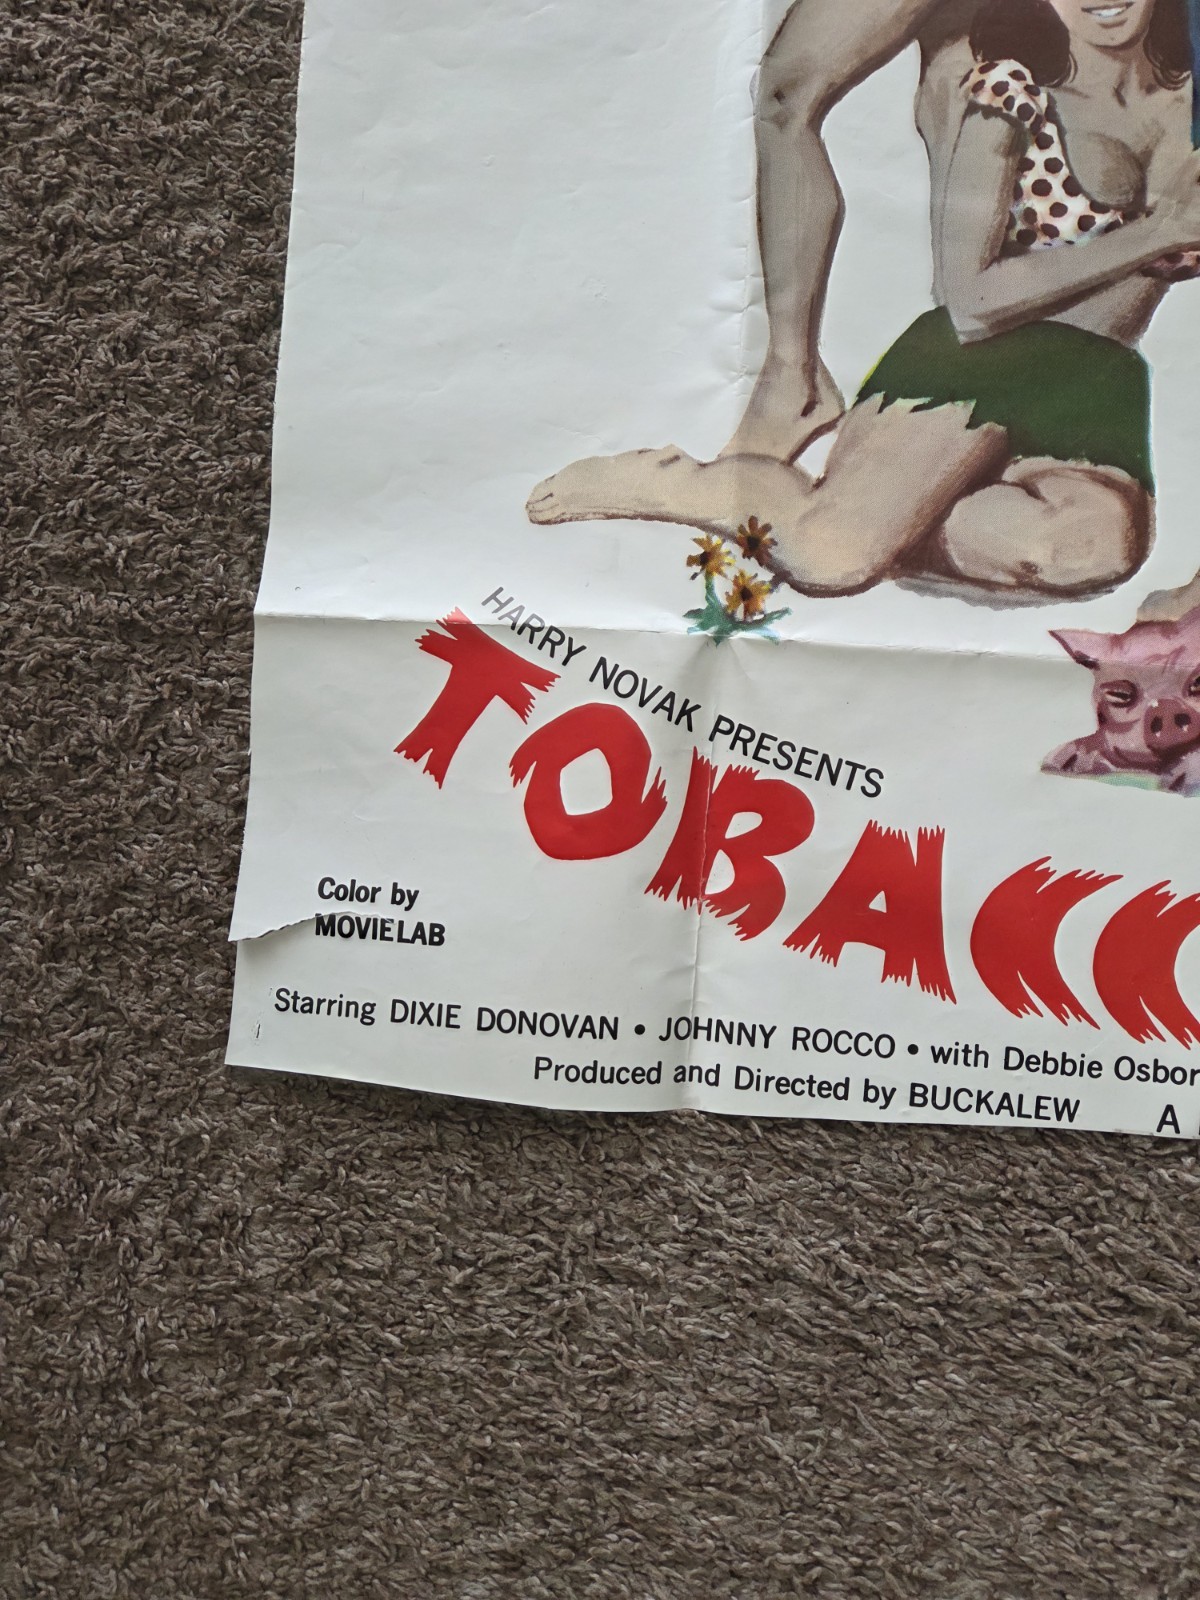 HARRY NOVAK PRESENTS
TOBACC
Color by
MOVIELAB
Starring DIXIE DONOVAN • JOHNNY ROCCO • with Debbie Osbor
Produced and Directed by BUCKALEW A